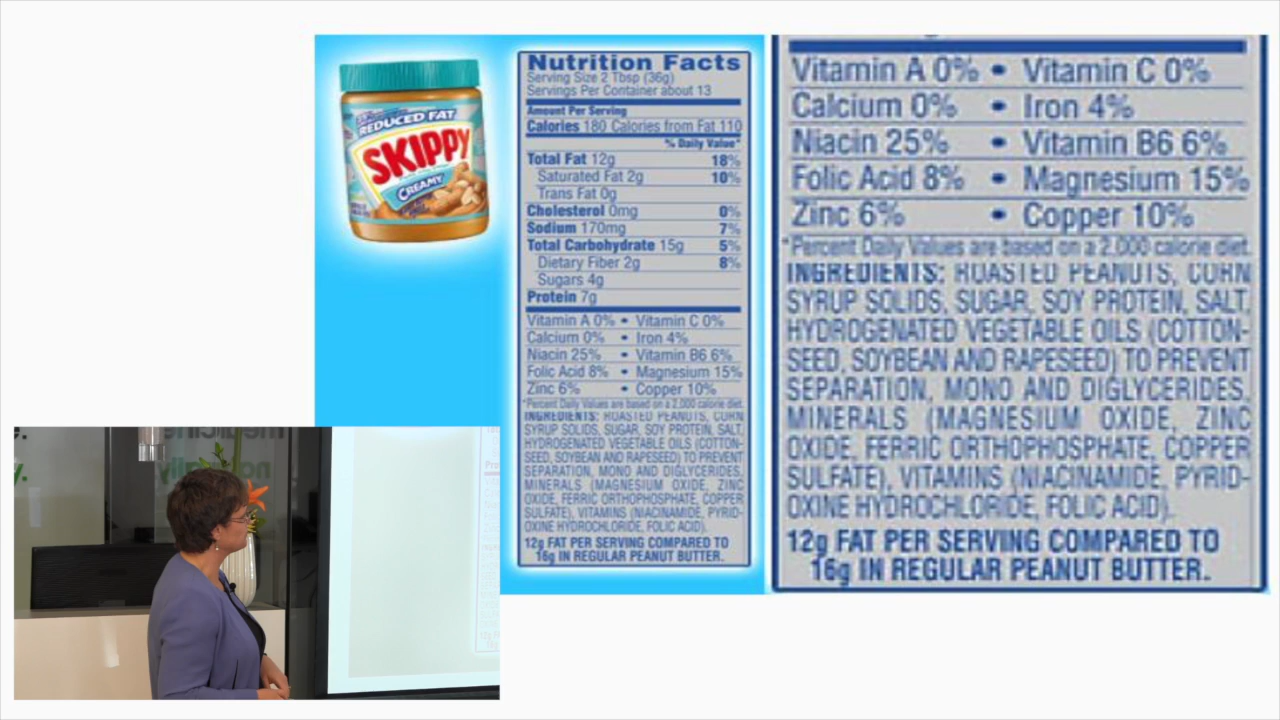 REDUCED FAT
SKIPPY
CREAMY
Nutrition Facts
Serving Size 2 Tbsp (36g)
Servings Per Container about 13
Amount Per Serving
Calories 180 Calories from Fat 110
% Daily Value*
Total Fat 12g 18%
Saturated Fat 2g 10%
Trans Fat 0g
Cholesterol 0mg 0%
Sodium 170mg 7%
Total Carbohydrate 15g 5%
Dietary Fiber 2g 8%
Sugars 4g
Protein 7g
Vitamin A 0% • Vitamin C 0%
Calcium 0% • Iron 4%
Niacin 25% • Vitamin B6 6%
Folic Acid 8% • Magnesium 15%
Zinc 6% • Copper 10%
*Percent Daily Values are based on a 2,000 calorie diet.
INGREDIENTS: ROASTED PEANUTS, CORN
SYRUP SOLIDS, SUGAR, SOY PROTEIN, SALT,
HYDROGENATED VEGETABLE OILS (COTTON-
SEED, SOYBEAN AND RAPESEED) TO PREVENT
SEPARATION, MONO AND DIGLYCERIDES,
MINERALS (MAGNESIUM OXIDE, ZINC
OXIDE, FERRIC ORTHOPHOSPHATE, COPPER
SULFATE), VITAMINS (NIACINAMIDE, PYRID-
OXINE HYDROCHLORIDE, FOLIC ACID).
12g FAT PER SERVING COMPARED TO
16g IN REGULAR PEANUT BUTTER.
Vitamin A 0% • Vitamin C 0%
Calcium 0% • Iron 4%
Niacin 25% • Vitamin B6 6%
Folic Acid 8% • Magnesium 15%
Zinc 6% • Copper 10%
*Percent Daily Values are based on a 2,000 calorie diet.
INGREDIENTS: ROASTED PEANUTS, CORN
SYRUP SOLIDS, SUGAR, SOY PROTEIN, SALT,
HYDROGENATED VEGETABLE OILS (COTTON-
SEED, SOYBEAN AND RAPESEED) TO PREVENT
SEPARATION, MONO AND DIGLYCERIDES,
MINERALS (MAGNESIUM OXIDE, ZINC
OXIDE, FERRIC ORTHOPHOSPHATE, COPPER
SULFATE), VITAMINS (NIACINAMIDE, PYRID-
OXINE HYDROCHLORIDE, FOLIC ACID).
12g FAT PER SERVING COMPARED TO
16g IN REGULAR PEANUT BUTTER.
medicine
naturally